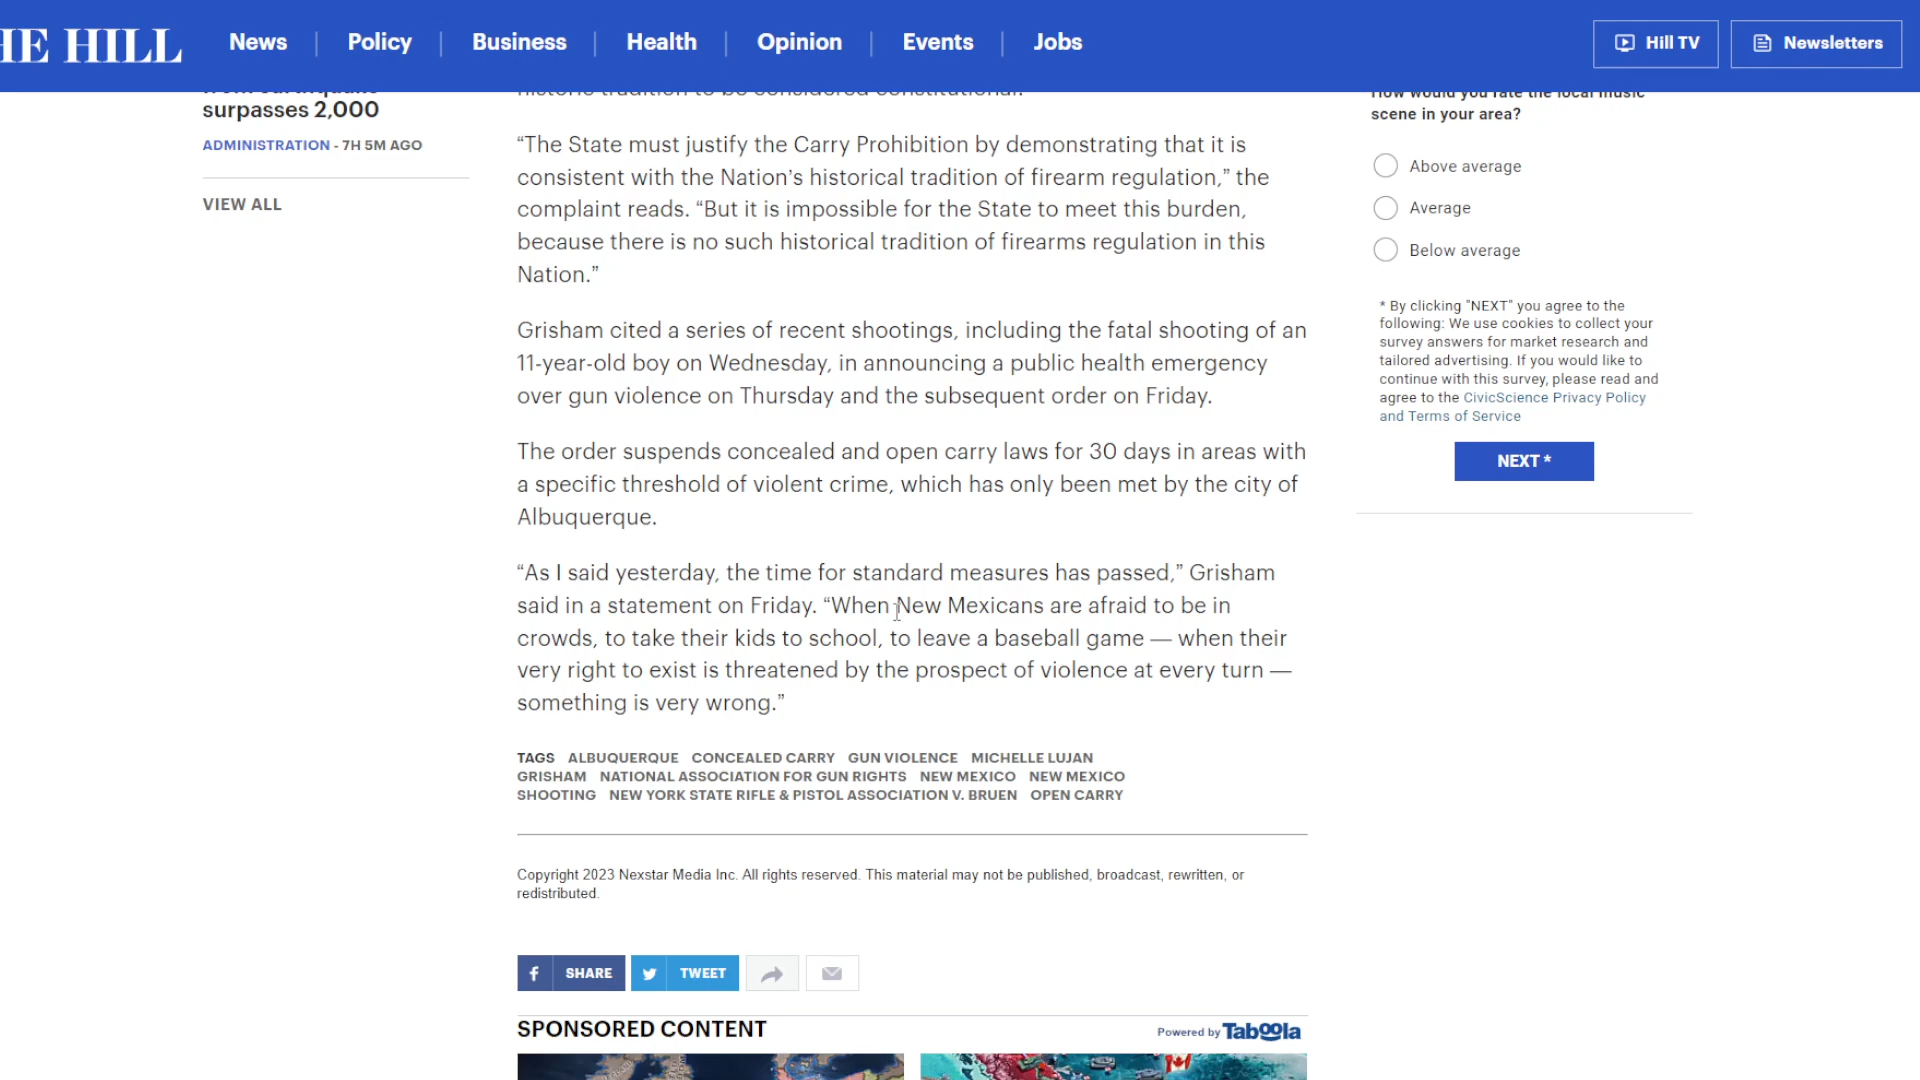 HE HILL
News
Policy
Business
Health
Opinion
Events
Jobs
Hill TV
Newsletters
surpasses 2,000
ADMINISTRATION - 7H 5M AGO
VIEW ALL
historic tradition to be considered constitutional.
“The State must justify the Carry Prohibition by demonstrating that it is
consistent with the Nation’s historical tradition of firearm regulation,” the
complaint reads. “But it is impossible for the State to meet this burden,
because there is no such historical tradition of firearms regulation in this
Nation.”
Grisham cited a series of recent shootings, including the fatal shooting of an
11-year-old boy on Wednesday, in announcing a public health emergency
over gun violence on Thursday and the subsequent order on Friday.
The order suspends concealed and open carry laws for 30 days in areas with
a specific threshold of violent crime, which has only been met by the city of
Albuquerque.
“As I said yesterday, the time for standard measures has passed,” Grisham
said in a statement on Friday. “When New Mexicans are afraid to be in
crowds, to take their kids to school, to leave a baseball game — when their
very right to exist is threatened by the prospect of violence at every turn —
something is very wrong.”
TAGS ALBUQUERQUE CONCEALED CARRY GUN VIOLENCE MICHELLE LUJAN
GRISHAM NATIONAL ASSOCIATION FOR GUN RIGHTS NEW MEXICO NEW MEXICO
SHOOTING NEW YORK STATE RIFLE & PISTOL ASSOCIATION V. BRUEN OPEN CARRY
Copyright 2023 Nexstar Media Inc. All rights reserved. This material may not be published, broadcast, rewritten, or
redistributed.
SHARE
TWEET
SPONSORED CONTENT
Powered by Taboola
How would you rate the local music
scene in your area?
Above average
Average
Below average
* By clicking "NEXT" you agree to the
following: We use cookies to collect your
survey answers for market research and
tailored advertising. If you would like to
continue with this survey, please read and
agree to the CivicScience Privacy Policy
and Terms of Service
NEXT *